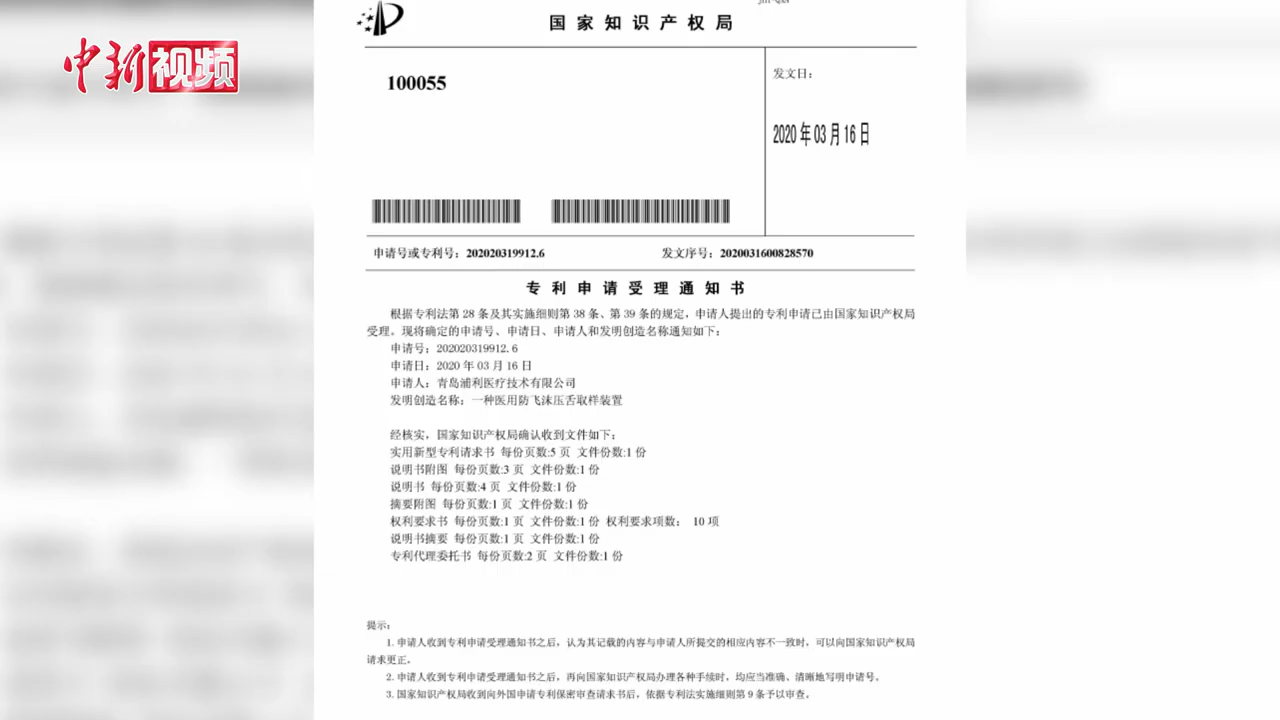 中新视频
国家知识产权局
100055
发文日：
2020年03月16日
申请号或专利号：202020319912.6 发文序号：2020031600828570
专利申请受理通知书
根据专利法第28条及其实施细则第38条、第39条的规定，申请人提出的专利申请已由国家知识产权局
受理。现将确定的申请号、申请日、申请人和发明创造名称通知如下：
申请号：202020319912.6
申请日：2020年03月16日
申请人：青岛浦利医疗技术有限公司
发明创造名称：一种医用防飞沫压舌取样装置
经核实，国家知识产权局确认收到文件如下：
实用新型专利请求书 每份页数:5 页 文件份数:1 份
说明书附图 每份页数:3 页 文件份数:1 份
说明书 每份页数:4 页 文件份数:1 份
摘要附图 每份页数:1 页 文件份数:1 份
权利要求书 每份页数:1 页 文件份数:1 份 权利要求项数： 10 项
说明书摘要 每份页数:1 页 文件份数:1 份
专利代理委托书 每份页数:2 页 文件份数:1 份
提示：
1. 申请人收到专利申请受理通知书之后，认为其记载的内容与申请人所提交的相应内容不一致时，可以向国家知识产权局
请求更正。
2. 申请人收到专利申请受理通知书之后，再向国家知识产权局办理各种手续时，均应当准确、清晰地写明申请号。
3. 国家知识产权局收到向外国申请专利保密审查请求书后，依据专利法实施细则第9条予以审查。